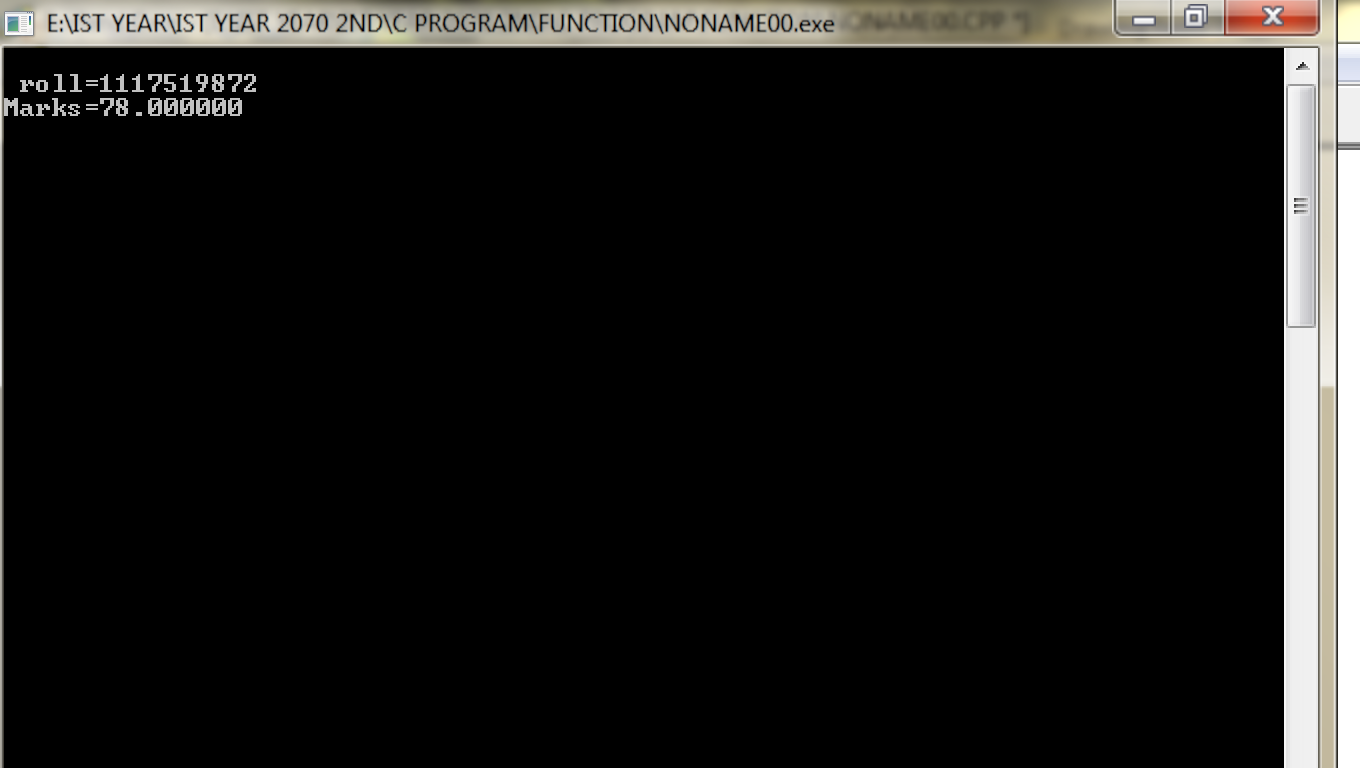 E:\IST YEAR\IST YEAR 2070 2ND\C PROGRAM\FUNCTION\NONAME00.exe
roll=1117519872
Marks=78.000000